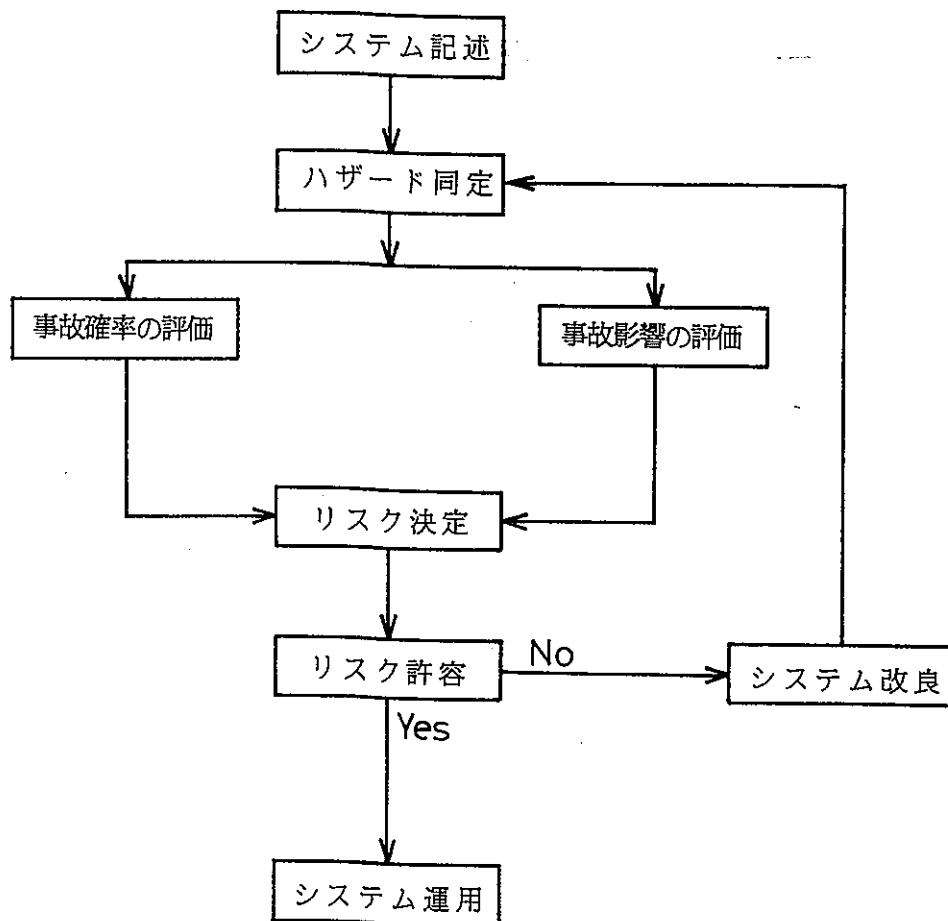 システム記述
ハザード同定
事故確率の評価
事故影響の評価
リスク決定
リスク許容
No
システム改良
Yes
システム運用